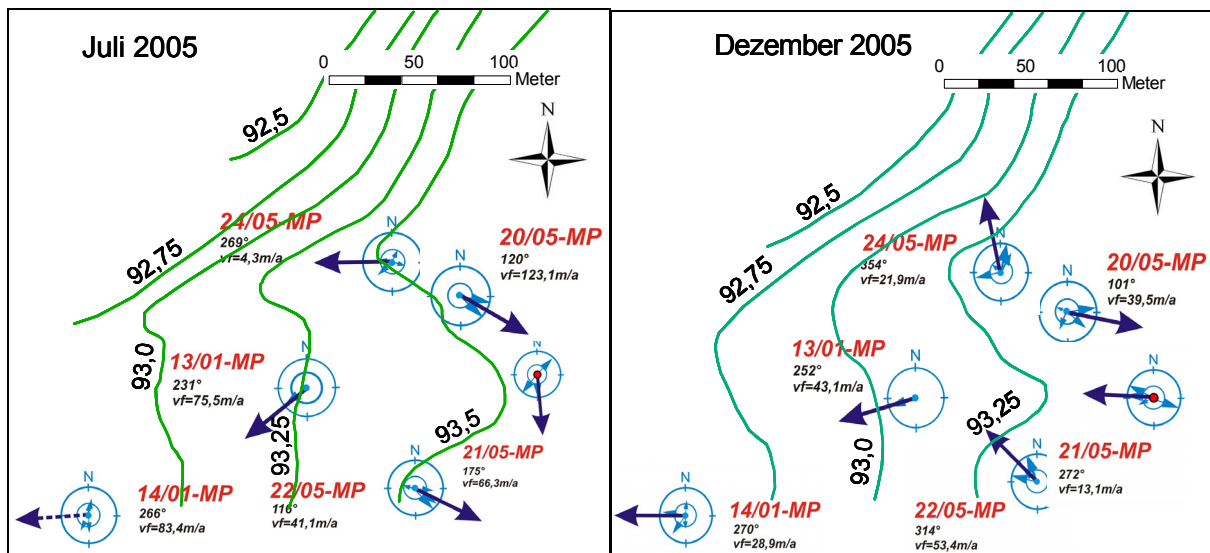 Juli 2005
0 50 100
Meter
N
92,5
92,75
93,0
93,25
93,5
24/05-MP
269°
vf=4,3m/a
N
20/05-MP
120°
vf=123,1m/a
N
13/01-MP
231°
vf=75,5m/a
N
N
21/05-MP
175°
vf=66,3m/a
N
14/01-MP
266°
vf=83,4m/a
N
22/05-MP
116°
vf=41,1m/a
N
Dezember 2005
0 50 100
Meter
N
92,5
92,75
93,0
93,25
24/05-MP
354°
vf=21,9m/a
N
20/05-MP
101°
vf=39,5m/a
N
13/01-MP
252°
vf=43,1m/a
N
N
21/05-MP
272°
vf=13,1m/a
N
14/01-MP
270°
vf=28,9m/a
N
22/05-MP
314°
vf=53,4m/a
N